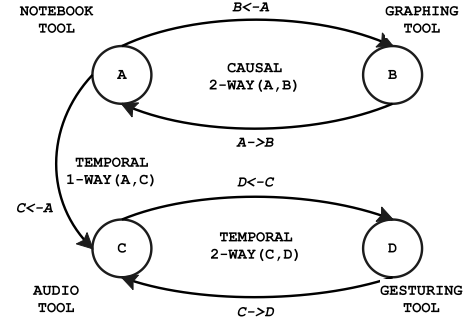 NOTEBOOK
TOOL
B<-A
GRAPHING
TOOL
A
CAUSAL
2-WAY(A,B)
B
A->B
TEMPORAL
1-WAY(A,C)
C<-A
D<-C
C
TEMPORAL
2-WAY(C,D)
D
AUDIO
TOOL
C->D
GESTURING
TOOL